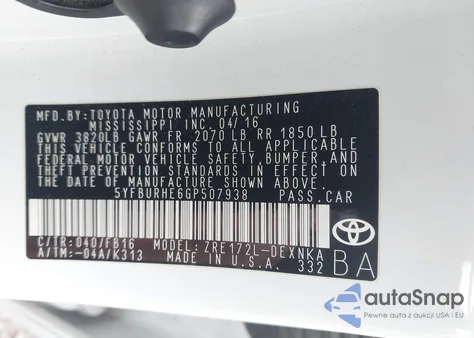 MFD. BY: TOYOTA MOTOR MANUFACTURING
MISSISSIPPI INC. 04/16
GVWR 3820LB GAWR FR 2070 LB RR 1850 LB
THIS VEHICLE CONFORMS TO ALL APPLICABLE
FEDERAL MOTOR VEHICLE SAFETY, BUMPER, AND
THEFT PREVENTION STANDARDS IN EFFECT ON THE
DATE OF MANUFACTURE SHOWN ABOVE.
5YFBURHE6GP507938 PASS.CAR
C/TR: 040/FB16 MODEL: ZRE172L-DEXNKA
A/TM: -04A/K313 MADE IN U.S.A. 332 BA
TOYOTA
autoSnap
Pewne auto z aukcji USA i EU